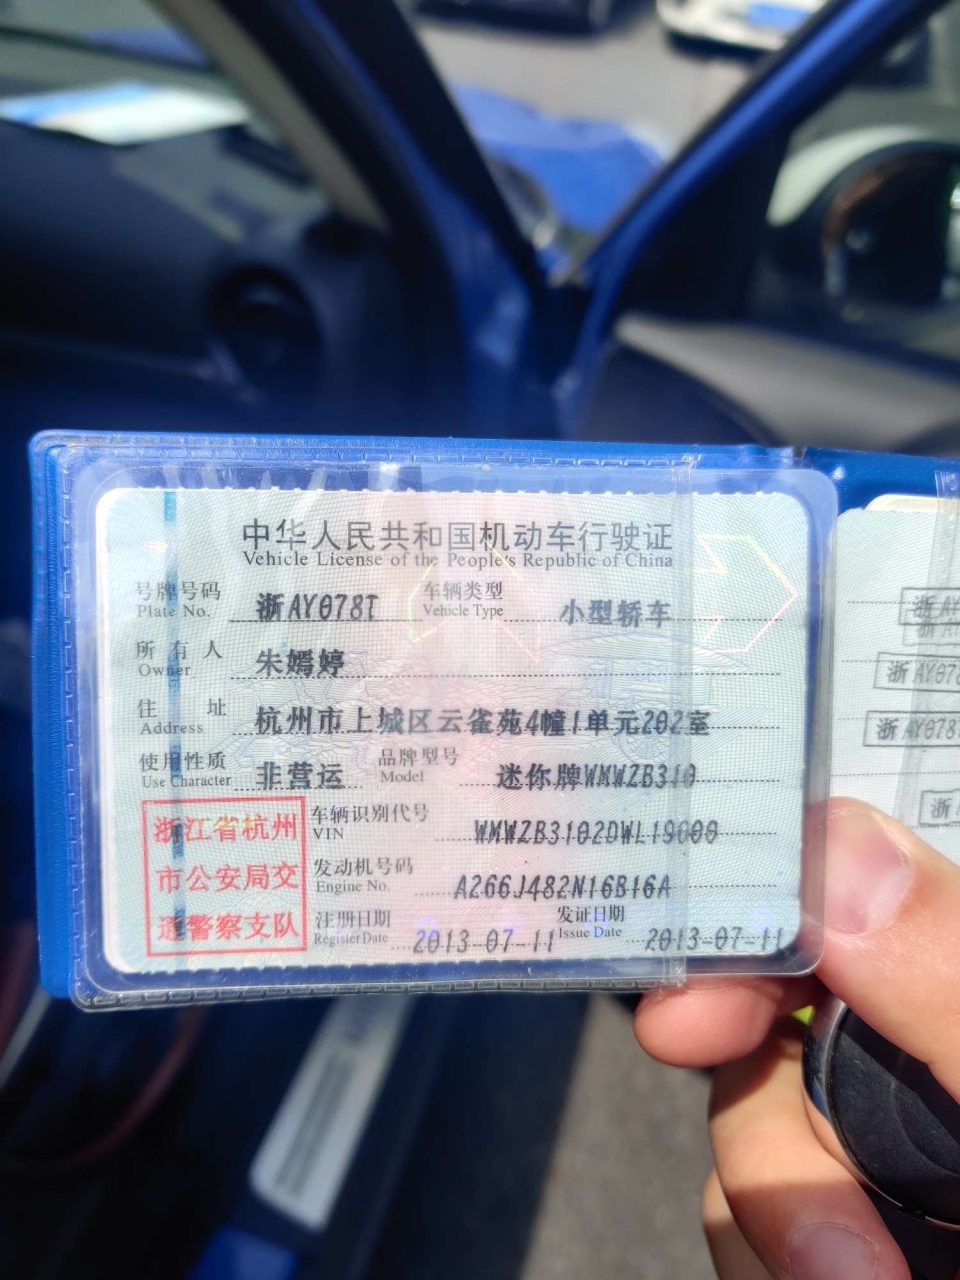 中华人民共和国机动车行驶证
Vehicle License of the People's Republic of China
号牌号码 浙AY078T 车辆类型 小型轿车
Plate No. Vehicle Type
所有人 朱嫣婷
Owner
住址 杭州市上城区云雀苑4幢1单元202室
Address
使用性质 非营运 品牌型号 迷你牌WMWZB310
Use Character Model
浙江省杭州
市公安局交
通警察支队
车辆识别代号 WMWZB3102DWL19600
VIN
发动机号码 A266J482N16B16A
Engine No.
注册日期 2013-07-11 发证日期 2013-07-11
Register Date Issue Date
浙AY
浙AY
浙AY078
浙AY078T
浙A